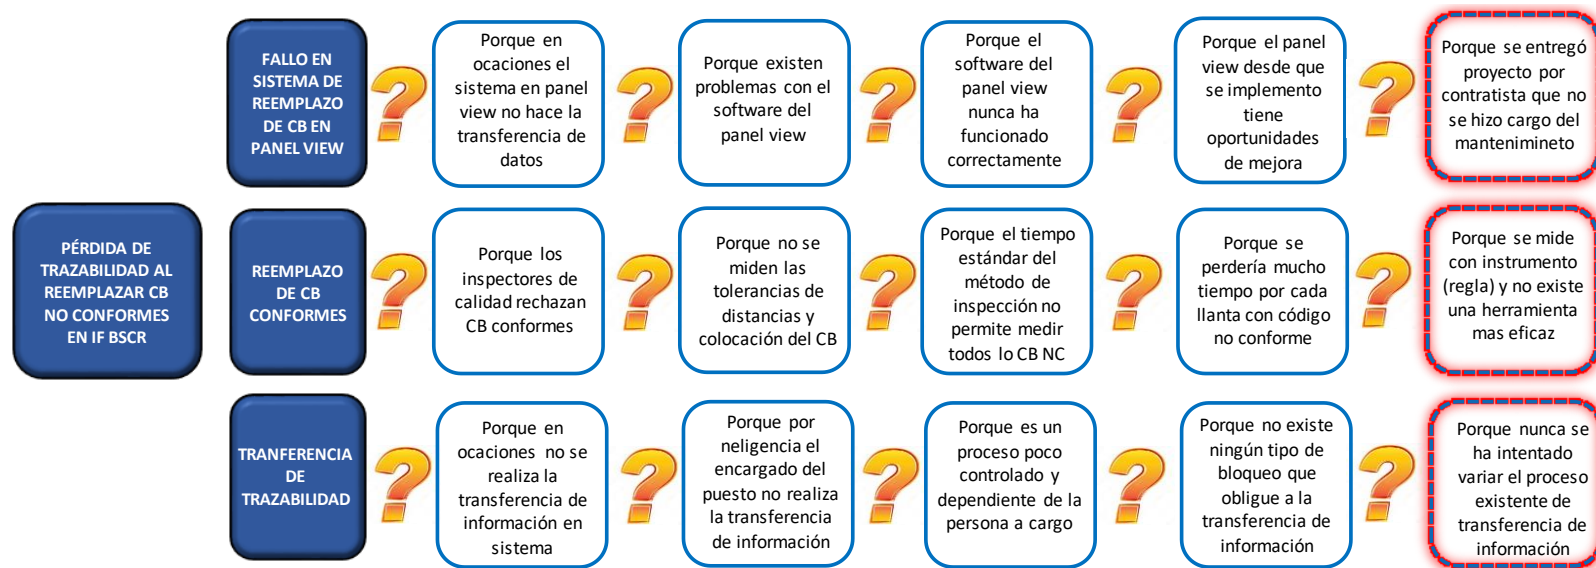 FALLO EN
SISTEMA DE
REEMPLAZO
DE CB EN
PANEL VIEW
?
Porque en
ocaciones el
sistema en panel
view no hace la
transferencia de
datos
?
Porque existen
problemas con el
software del
panel view
?
Porque el
software del
panel view
nunca ha
funcionado
correctamente
?
Porque el panel
view desde que
se implemento
tiene
oportunidades
de mejora
?
Porque se entregó
proyecto por
contratista que no
se hizo cargo del
mantenimineto
PÉRDIDA DE
TRAZABILIDAD AL
REEMPLAZAR CB
NO CONFORMES
EN IF BSCR
REEMPLAZO
DE CB
CONFORMES
?
Porque los
inspectores de
calidad rechazan
CB conformes
?
Porque no se
miden las
tolerancias de
distancias y
colocación del CB
?
Porque el tiempo
estándar del
método de
inspección no
permite medir
todos lo CB NC
?
Porque se
perdería mucho
tiempo por cada
llanta con código
no conforme
?
Porque se mide
con instrumento
(regla) y no existe
una herramienta
mas eficaz
TRANFERENCIA
DE
TRAZABILIDAD
?
Porque en
ocaciones no se
realiza la
transferencia de
información en
sistema
?
Porque por
neligencia el
encargado del
puesto no realiza
la transferencia
de información
?
Porque es un
proceso poco
controlado y
dependiente de la
persona a cargo
?
Porque no existe
ningún tipo de
bloqueo que
obligue a la
transferencia de
información
?
Porque nunca se
ha intentado
variar el proceso
existente de
transferencia de
información